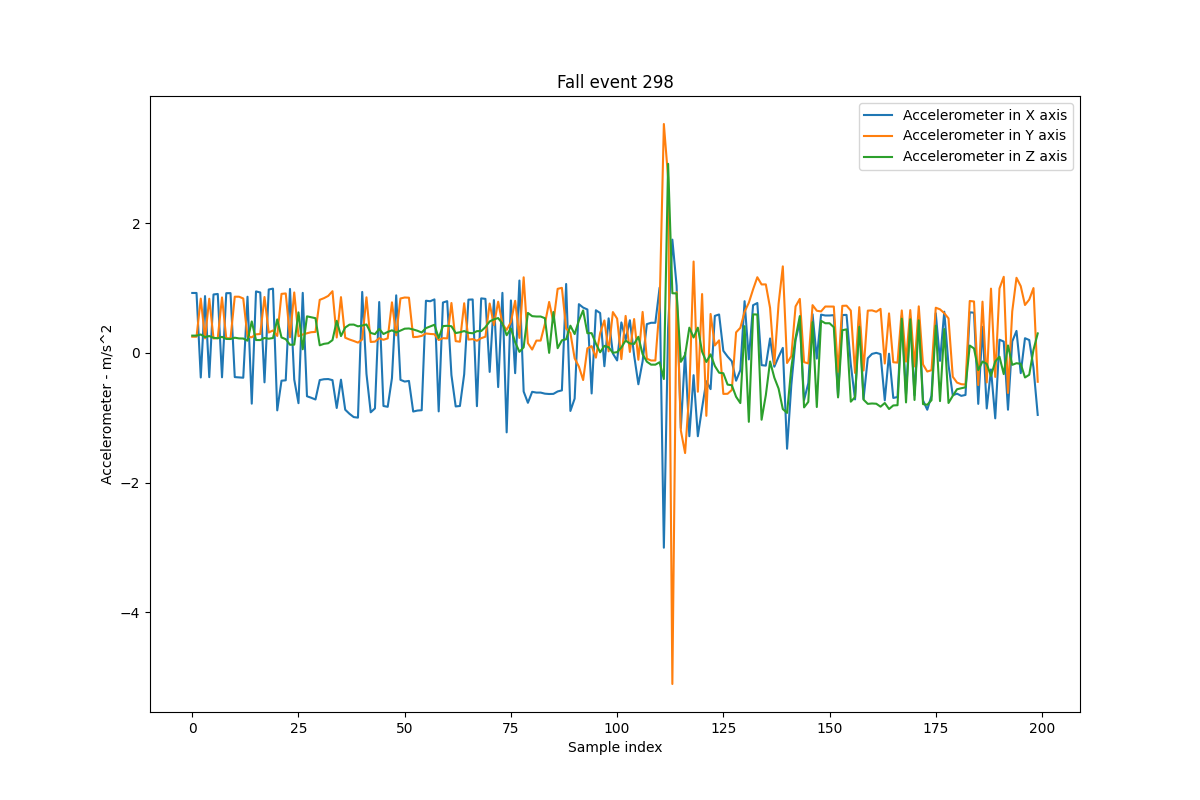 Fall event 298
Accelerometer in X axis
Accelerometer in Y axis
Accelerometer in Z axis
Accelerometer - m/s^2
2
0
−2
−4
0 25 50 75 100 125 150 175 200
Sample index